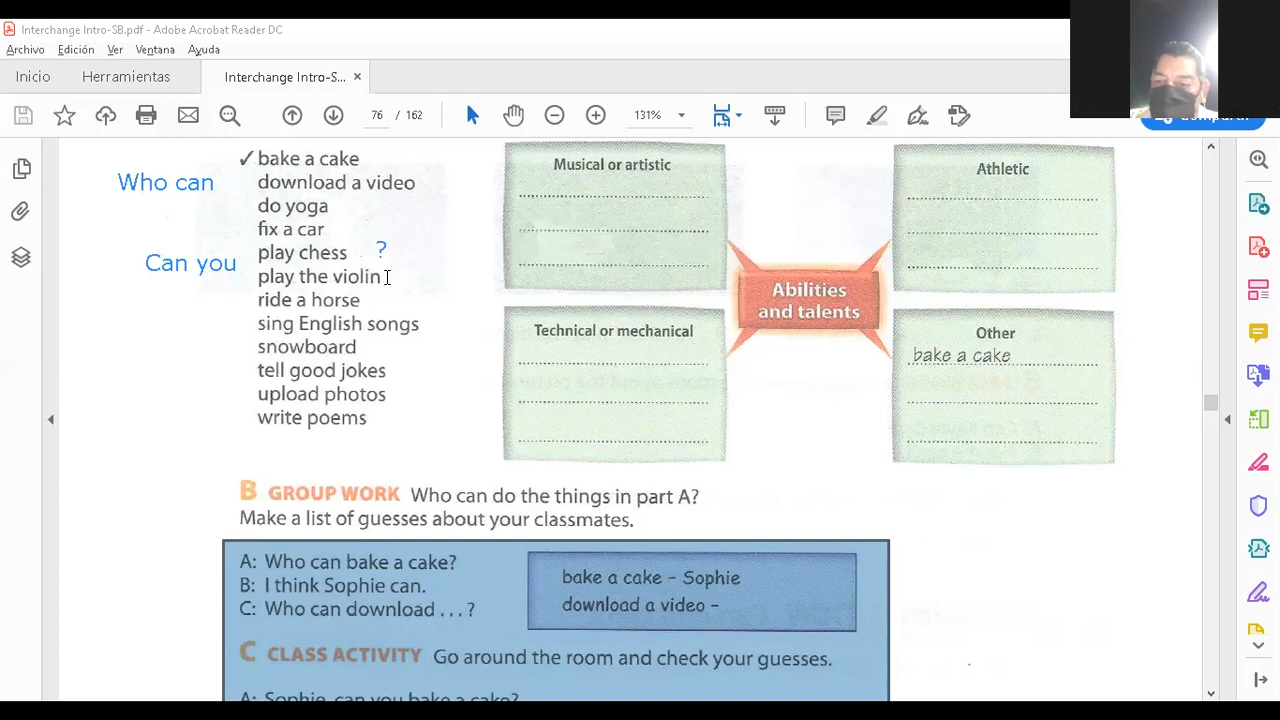 Interchange Intro-SB.pdf - Adobe Acrobat Reader DC
Archivo Edición Ver Ventana Ayuda
Inicio Herramientas Interchange Intro-S... ×
76 / 162 131%
Who can
✓ bake a cake
download a video
do yoga
fix a car
play chess ?
Can you
play the violin
ride a horse
sing English songs
snowboard
tell good jokes
upload photos
write poems
Musical or artistic
Athletic
Abilities
and talents
Technical or mechanical
Other
bake a cake
B GROUP WORK Who can do the things in part A?
Make a list of guesses about your classmates.
A: Who can bake a cake?
B: I think Sophie can.
C: Who can download . . . ?
bake a cake – Sophie
download a video –
C CLASS ACTIVITY Go around the room and check your guesses.
A: Sophie, can you bake a cake?